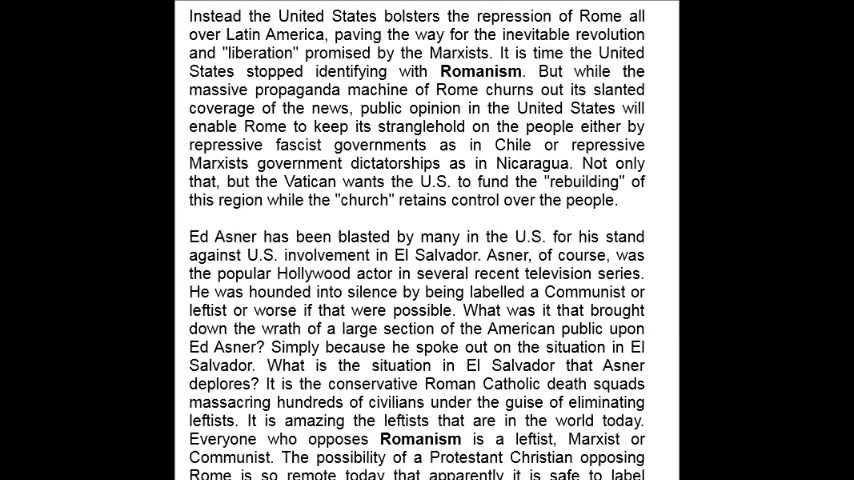 Instead the United States bolsters the repression of Rome all
over Latin America, paving the way for the inevitable revolution
and "liberation" promised by the Marxists. It is time the United
States stopped identifying with Romanism. But while the
massive propaganda machine of Rome churns out its slanted
coverage of the news, public opinion in the United States will
enable Rome to keep its stranglehold on the people either by
repressive fascist governments as in Chile or repressive
Marxists government dictatorships as in Nicaragua. Not only
that, but the Vatican wants the U.S. to fund the "rebuilding" of
this region while the "church" retains control over the people.
Ed Asner has been blasted by many in the U.S. for his stand
against U.S. involvement in El Salvador. Asner, of course, was
the popular Hollywood actor in several recent television series.
He was hounded into silence by being labelled a Communist or
leftist or worse if that were possible. What was it that brought
down the wrath of a large section of the American public upon
Ed Asner? Simply because he spoke out on the situation in El
Salvador. What is the situation in El Salvador that Asner
deplores? It is the conservative Roman Catholic death squads
massacring hundreds of civilians under the guise of eliminating
leftists. It is amazing the leftists that are in the world today.
Everyone who opposes Romanism is a leftist, Marxist or
Communist. The possibility of a Protestant Christian opposing
Rome is so remote today that apparently it is safe to label